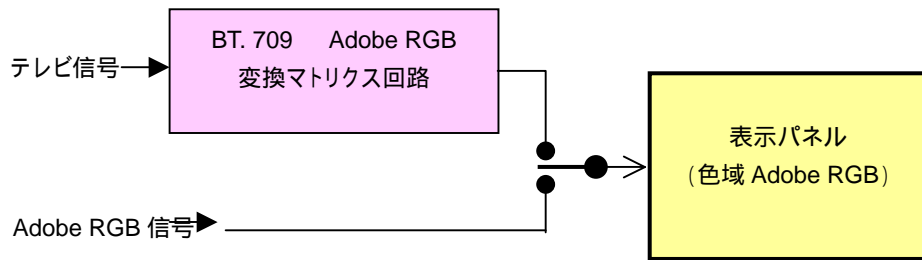 BT. 709 Adobe RGB
変換マトリクス回路
テレビ信号
表示パネル
(色域 Adobe RGB)
Adobe RGB 信号